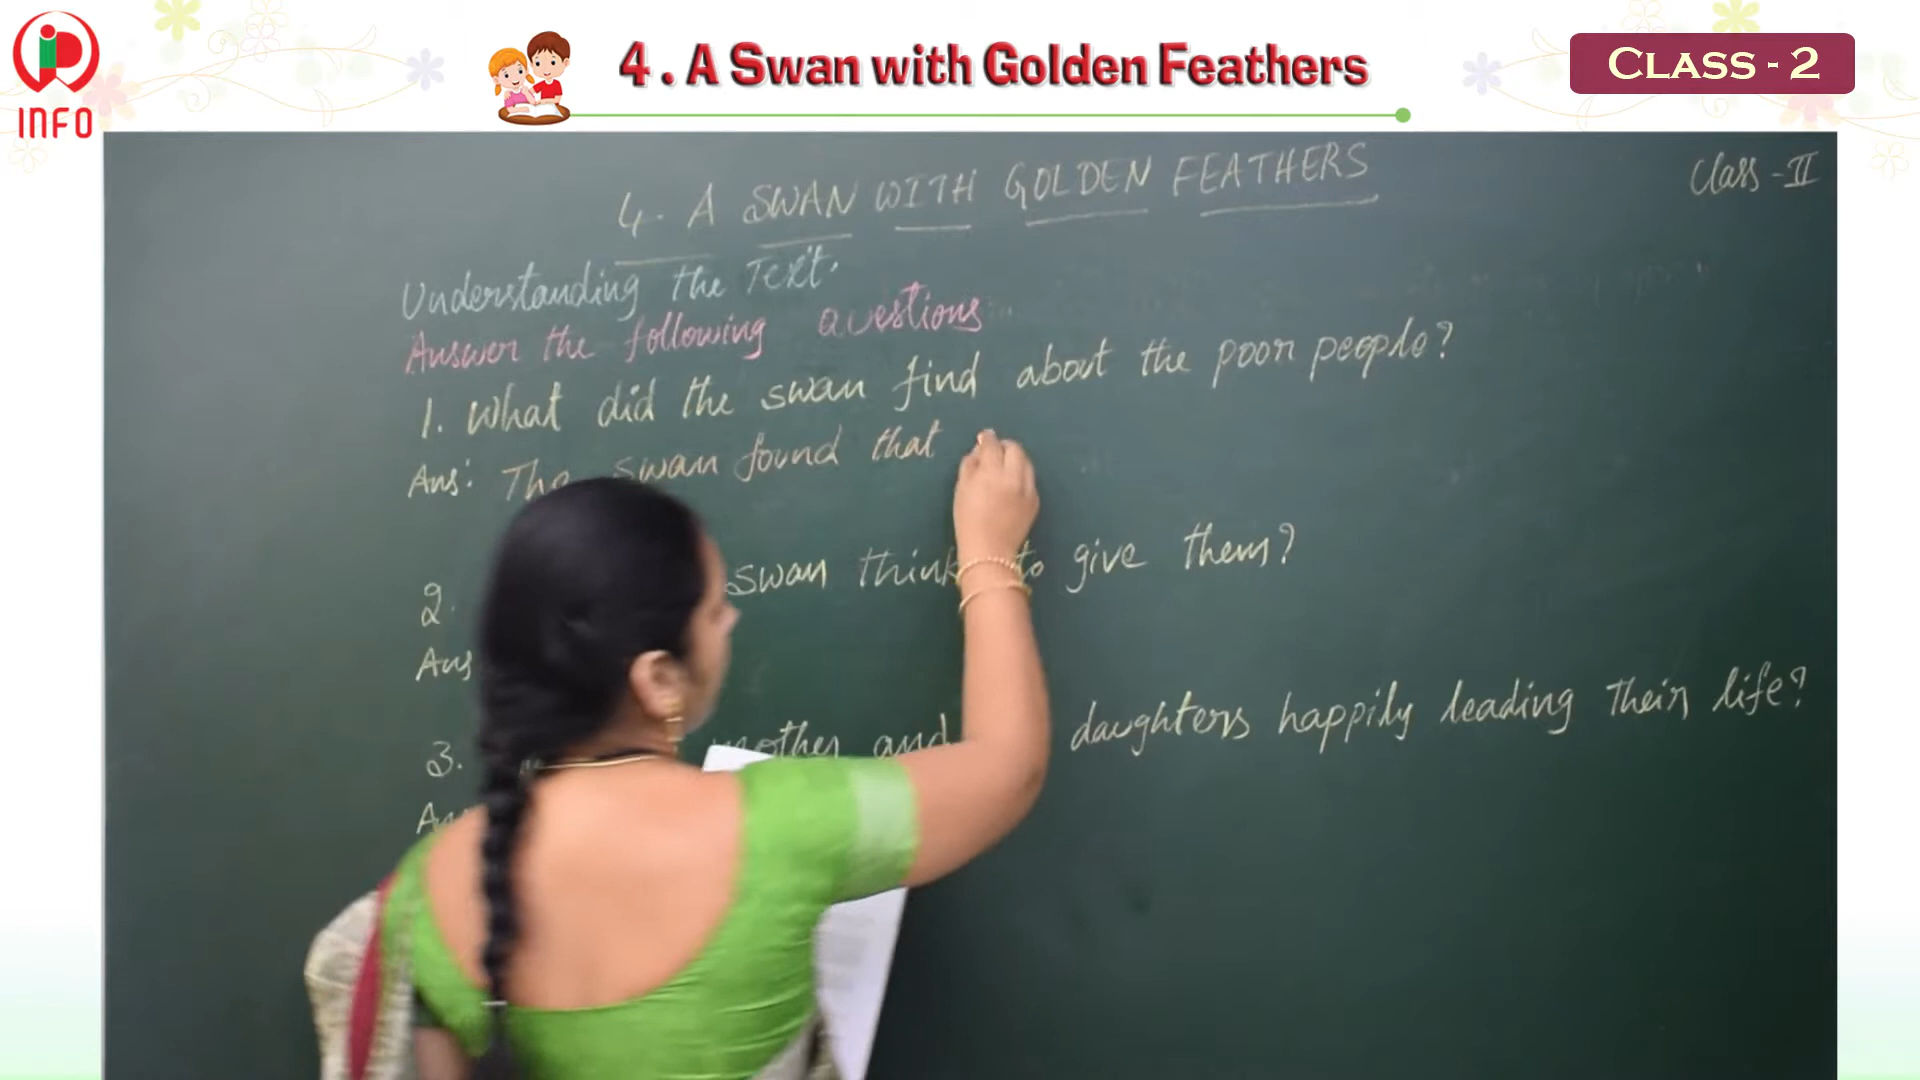 INFO
4. A Swan with Golden Feathers
CLASS - 2
4. A SWAN WITH GOLDEN FEATHERS
Class - II
Understanding the Text.
Answer the following questions
1. What did the swan find about the poor people?
Ans: The swan found that
2. swan think to give them?
Ans
3. mother and daughters happily leading their life?